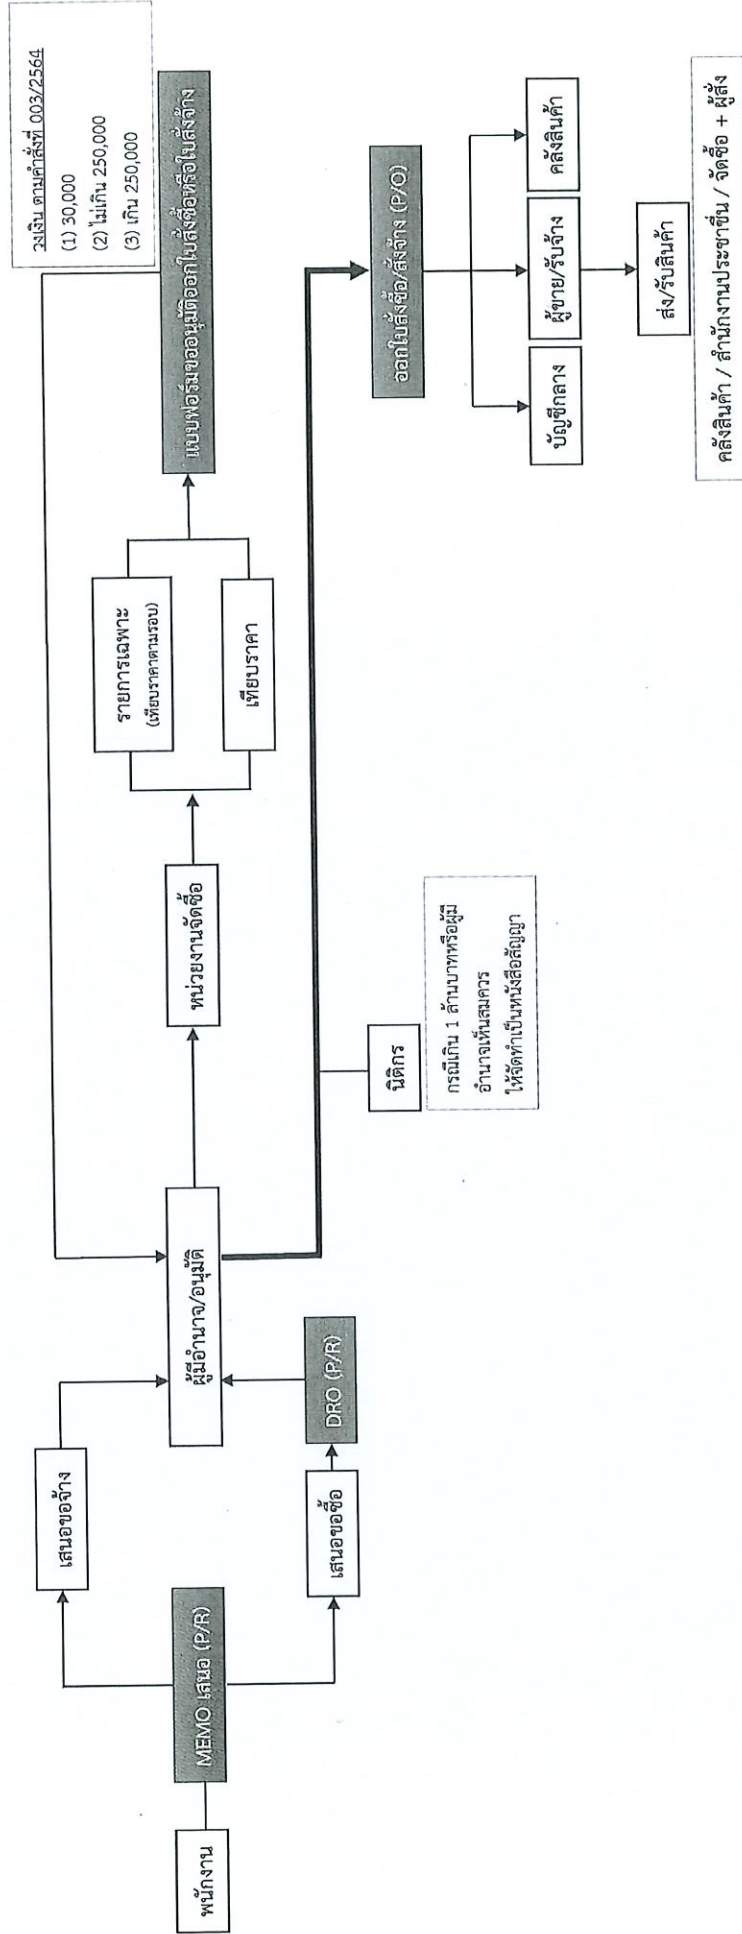 พนักงาน
MEMO เสนอ (P/R)
เสนอขอจ้าง
เสนอขอซื้อ
DRO (P/R)
ผู้มีอำนาจ/อนุมัติ
หน่วยงานจัดซื้อ
รายการเฉพาะ
(เทียบราคาตามรอบ)
เทียบราคา
แบบฟอร์มขออนุมัติออกใบสั่งซื้อหรือใบสั่งจ้าง
วงเงิน ตามคำสั่งที่ 003/2564
(1) 30,000
(2) ไม่เกิน 250,000
(3) เกิน 250,000
นิติกร
กรณีเกิน 1 ล้านบาทหรือผู้มี
อำนาจเห็นสมควร
ให้จัดทำเป็นหนังสือสัญญา
ออกใบสั่งซื้อ/สั่งจ้าง (P/O)
บัญชีกลาง
ผู้ขาย/รับจ้าง
คลังสินค้า
ส่ง/รับสินค้า
คลังสินค้า / สำนักงานประชาชื่น / จัดซื้อ + ผู้สั่ง